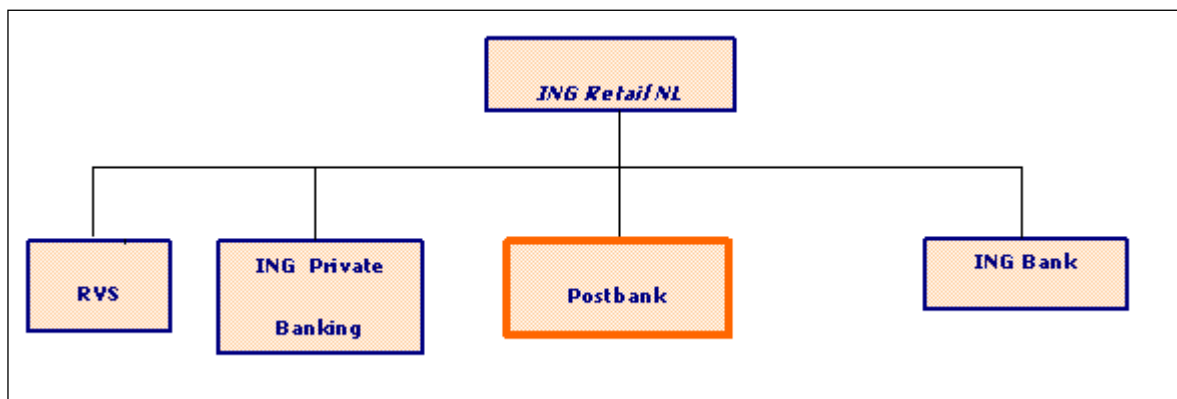 ING Retail NL
RVS
ING Private
Banking
Postbank
ING Bank